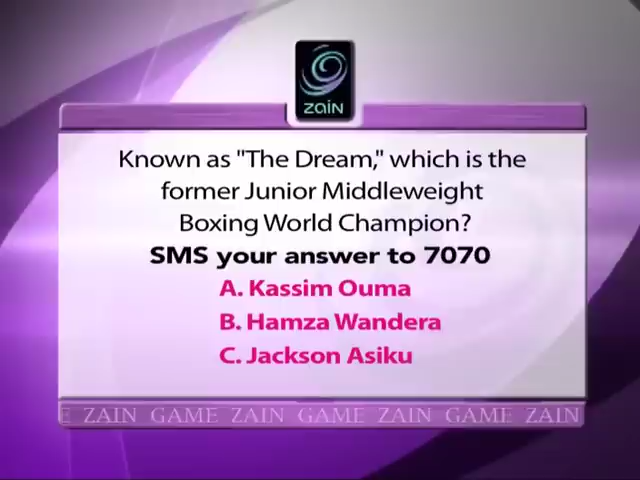 ZAIN
Known as "The Dream," which is the
former Junior Middleweight
Boxing World Champion?
SMS your answer to 7070
A. Kassim Ouma
B. Hamza Wandera
C. Jackson Asiku
E ZAIN GAME ZAIN GAME ZAIN GAME ZAIN